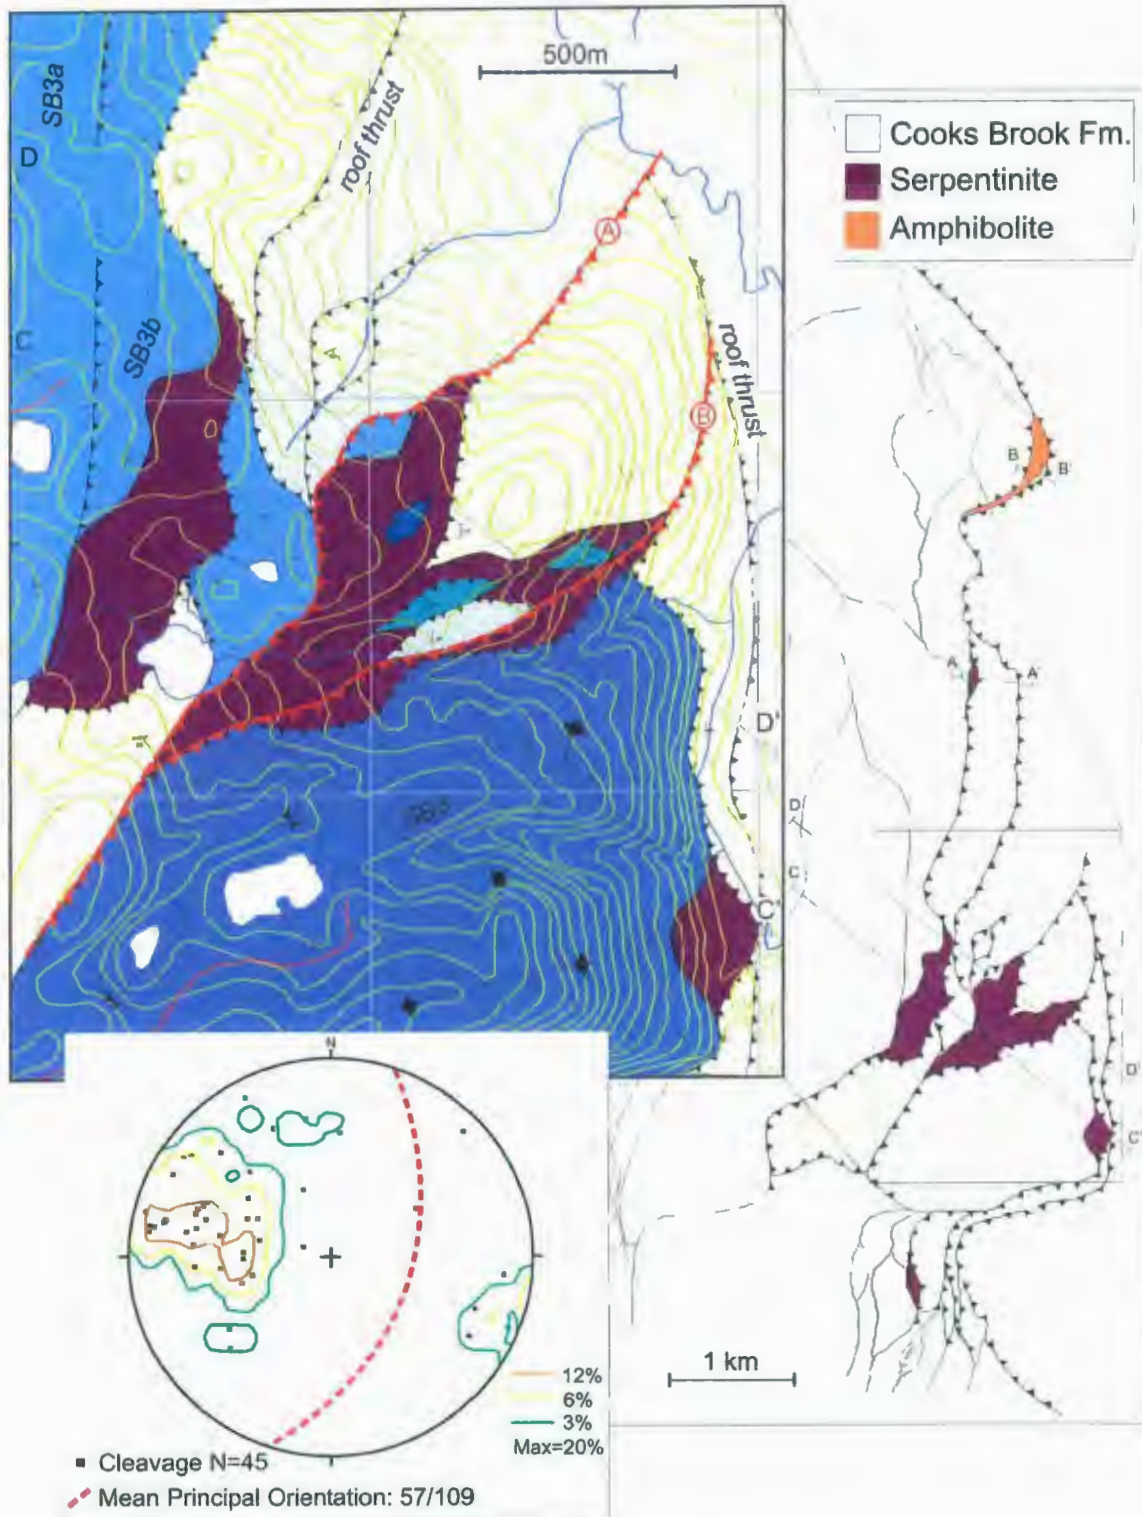 500m
SB3a
D
roof thrust
A
C
SB3b
roof thrust
B
D'
SB3
C'
Cooks Brook Fm.
Serpentinite
Amphibolite
B
B'
A
A'
D
C
D'
C'
1 km
N
12%
6%
3%
Max=20%
Cleavage N=45
Mean Principal Orientation: 57/109